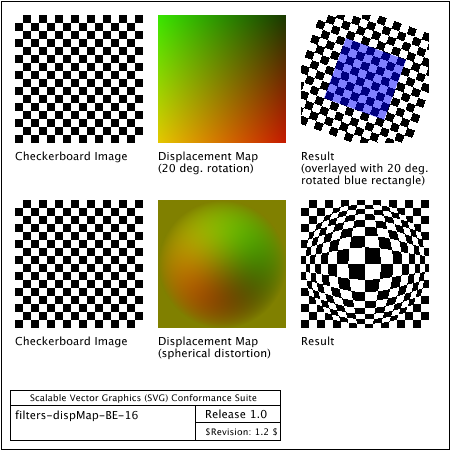 Checkerboard Image
Displacement Map
(20 deg. rotation)
Result
(overlayed with 20 deg.
rotated blue rectangle)
Checkerboard Image
Displacement Map
(spherical distortion)
Result
Scalable Vector Graphics (SVG) Conformance Suite
filters-dispMap-BE-16
Release 1.0
$Revision: 1.2 $